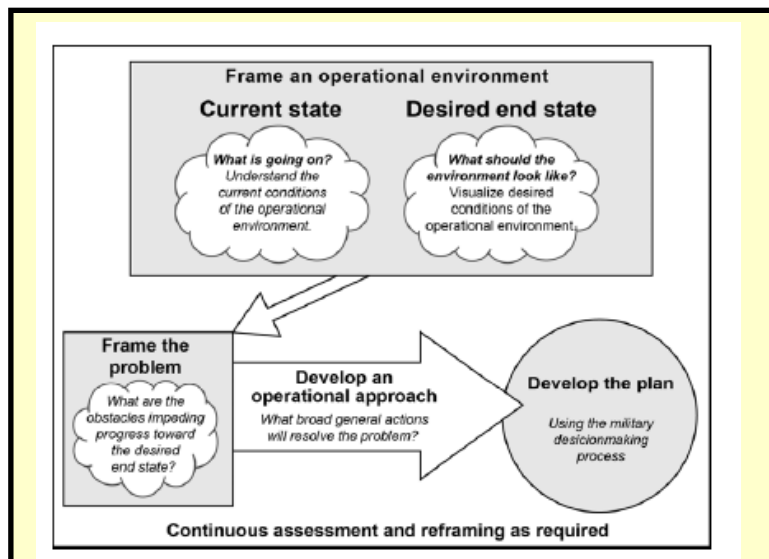 Frame an operational environment
Current state
Desired end state
What is going on?
Understand the
current conditions
of the operational
environment.
What should the
environment look like?
Visualize desired
conditions of the
operational environment.
Frame the
problem
What are the
obstacles impeding
progress toward
the desired
end state?
Develop an
operational approach
What broad general actions
will resolve the problem?
Develop the plan
Using the military
desicionmaking
process
Continuous assessment and reframing as required